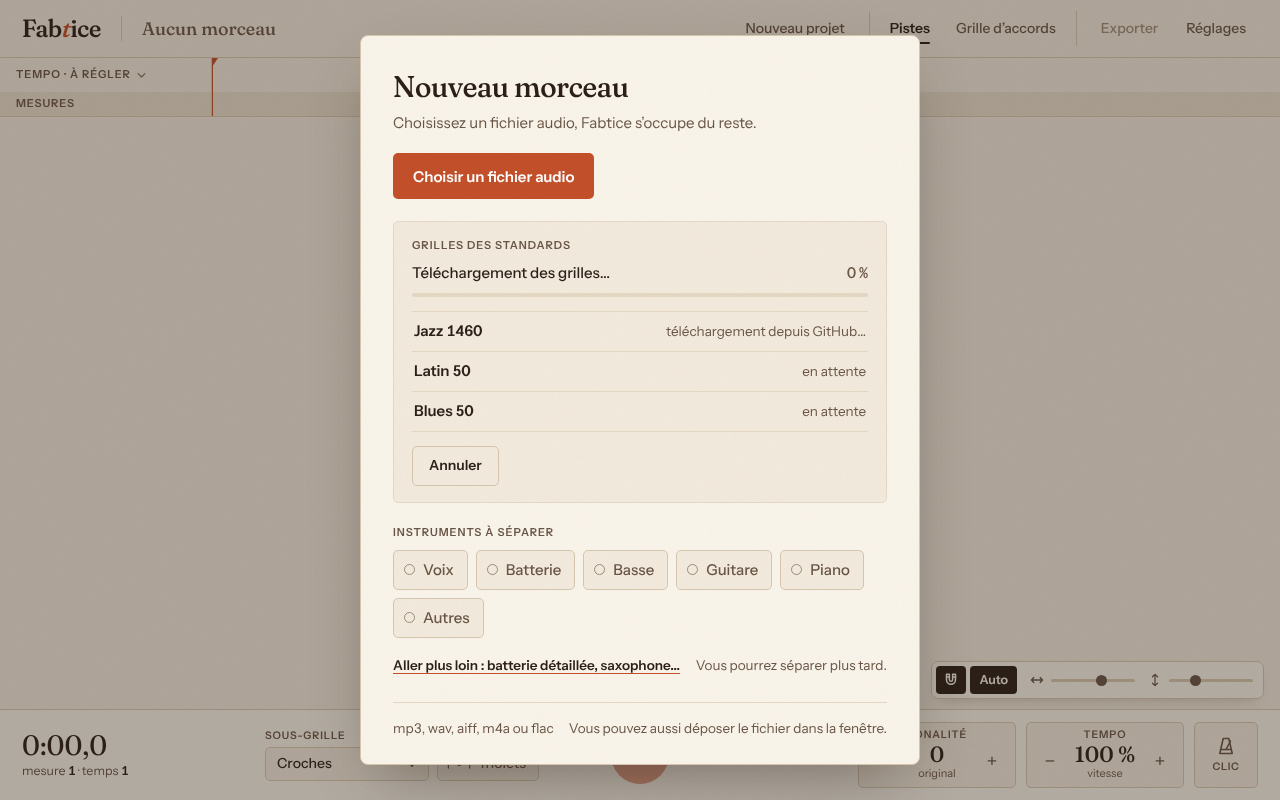 Fabtice
Aucun morceau
Nouveau projet
Pistes
Grille d'accords
Exporter
Réglages
TEMPO · À RÉGLER
MESURES
Nouveau morceau
Choisissez un fichier audio, Fabtice s'occupe du reste.
Choisir un fichier audio
GRILLES DES STANDARDS
Téléchargement des grilles… 0 %
Jazz 1460 téléchargement depuis GitHub…
Latin 50 en attente
Blues 50 en attente
Annuler
INSTRUMENTS À SÉPARER
Voix Batterie Basse Guitare Piano
Autres
Aller plus loin : batterie détaillée, saxophone… Vous pourrez séparer plus tard.
mp3, wav, aiff, m4a ou flac Vous pouvez aussi déposer le fichier dans la fenêtre.
Auto
0:00,0
mesure 1 · temps 1
SOUS-GRILLE
Croches
0
original
+
TEMPO
− 100 % +
vitesse
CLIC